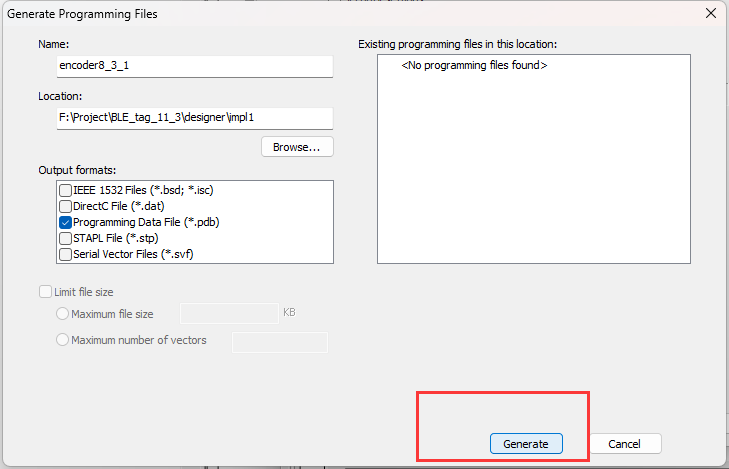 Generate Programming Files
Name:
encoder8_3_1
Location:
F:\Project\BLE_tag_11_3\designer\impl1
Browse...
Output formats:
IEEE 1532 Files (*.bsd; *.isc)
DirectC File (*.dat)
Programming Data File (*.pdb)
STAPL File (*.stp)
Serial Vector Files (*.svf)
Limit file size
Maximum file size
KB
Maximum number of vectors
Existing programming files in this location:
<No programming files found>
Generate
Cancel